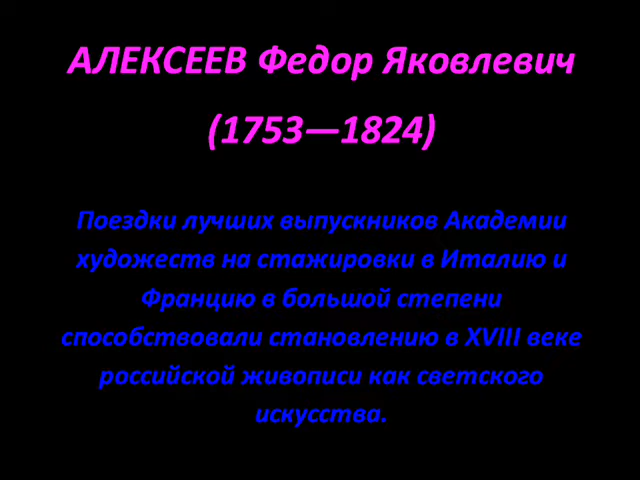 АЛЕКСЕЕВ Федор Яковлевич
(1753—1824)
Поездки лучших выпускников Академии
художеств на стажировки в Италию и
Францию в большой степени
способствовали становлению в XVIII веке
российской живописи как светского
искусства.